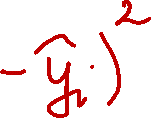 - ŷᵢ)²